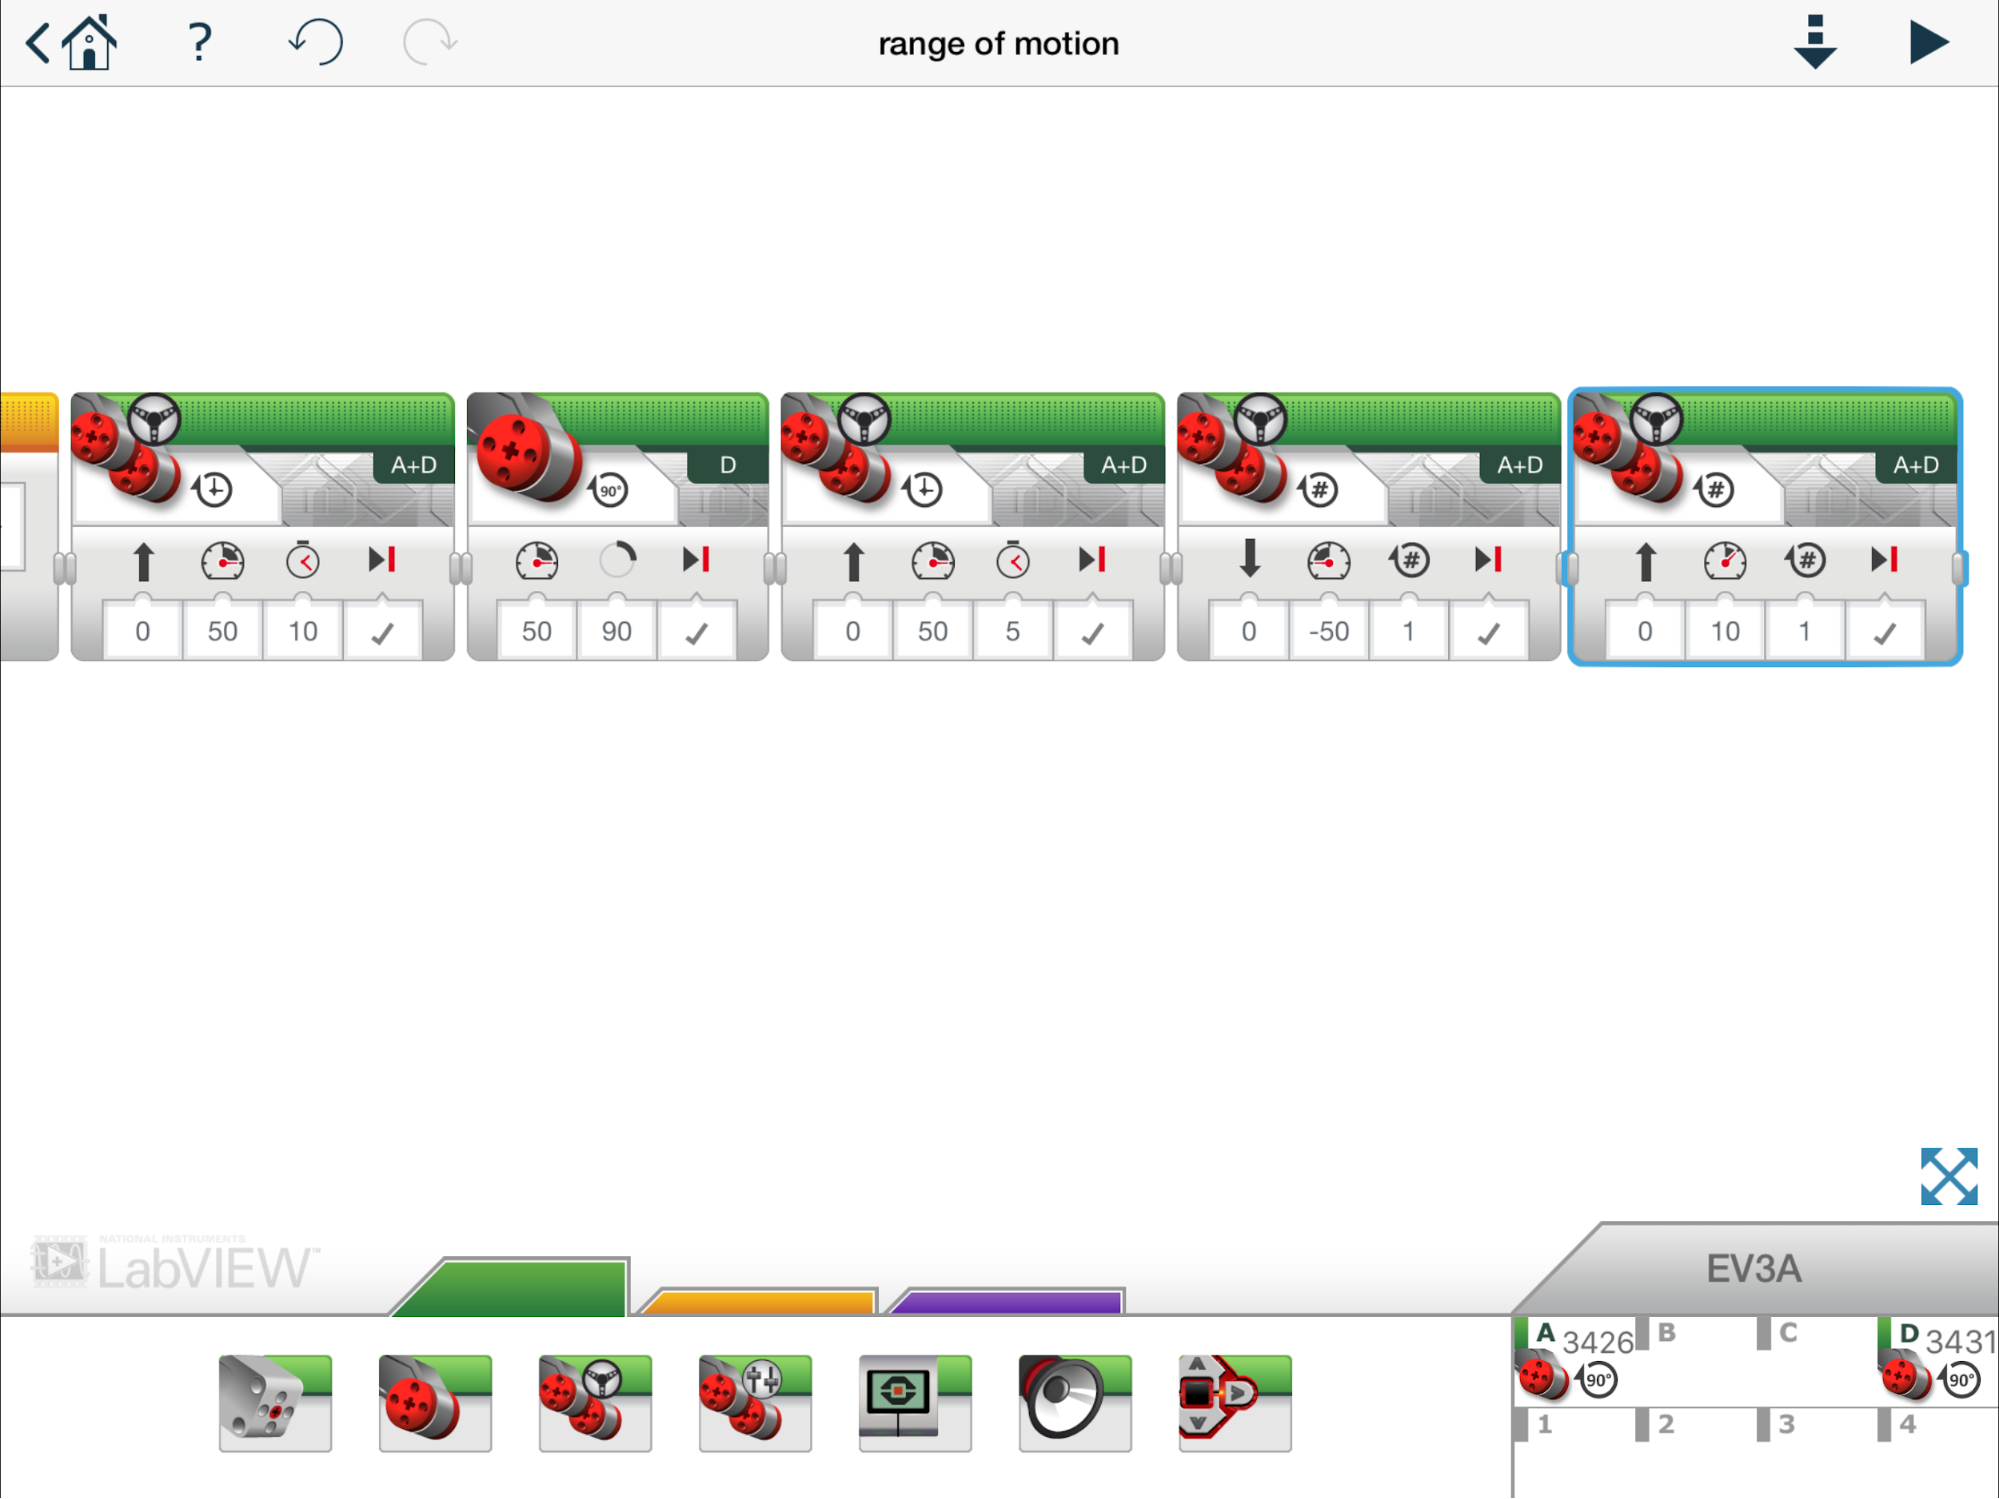 ?
range of motion
A+D
D
A+D
A+D
A+D
90°
#
#
#
#
0 50 10
50 90
0 50 5
0 -50 1
0 10 1
NATIONAL INSTRUMENTS
LabVIEW™
EV3A
A 3426 B C D 3431
90° 90°
1 2 3 4